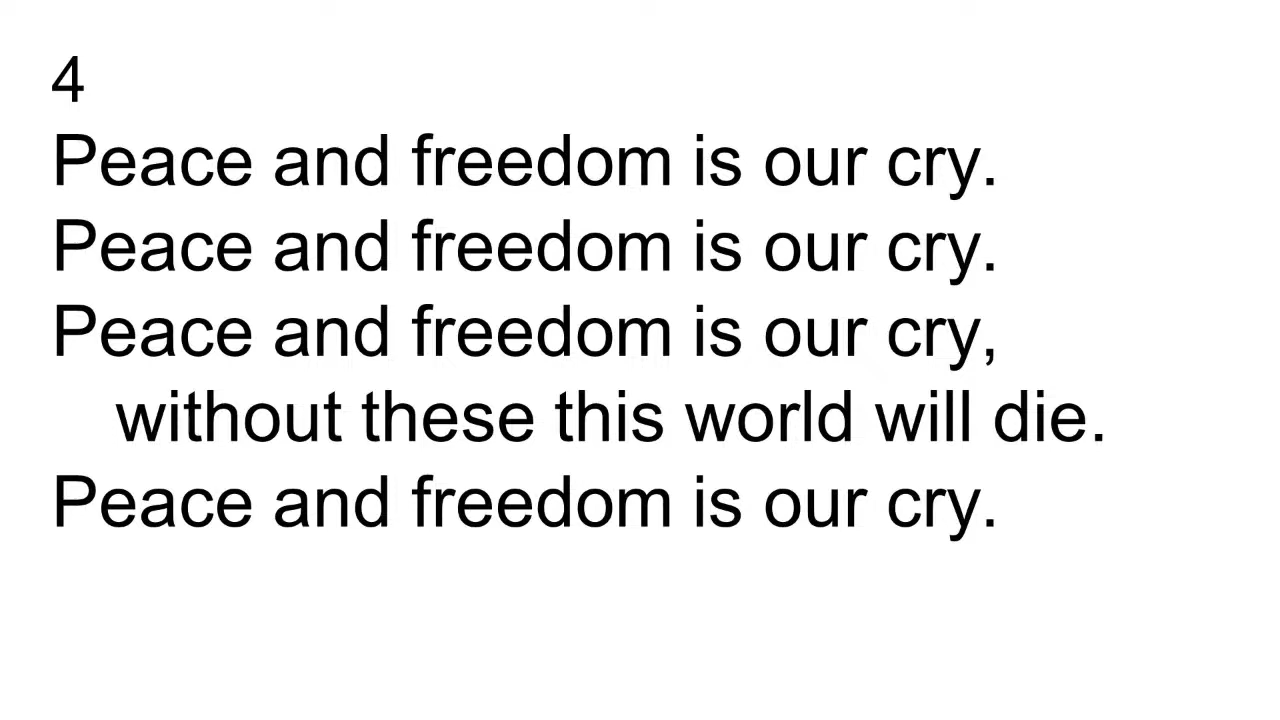 4
Peace and freedom is our cry.
Peace and freedom is our cry.
Peace and freedom is our cry,
without these this world will die.
Peace and freedom is our cry.